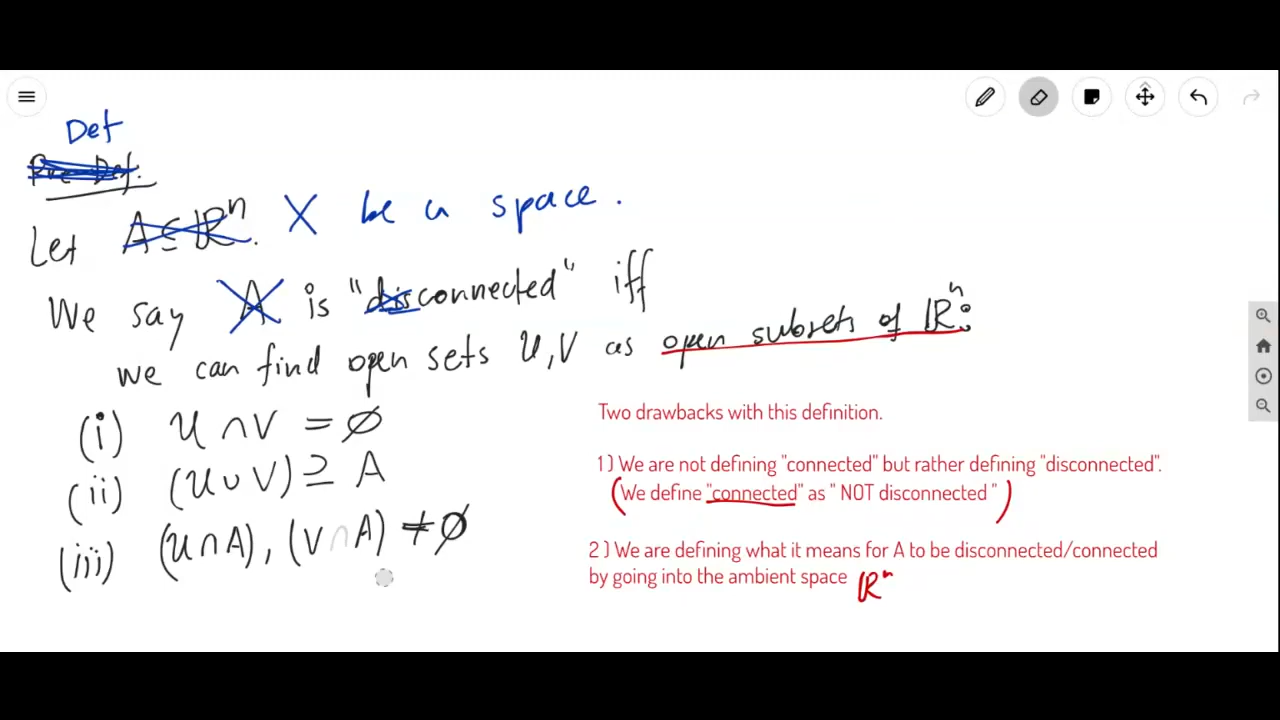 Def
Pre-Def.
Let A ⊆ ℝⁿ. X be a space.
We say A is "disconnected" iff
we can find open sets U, V as open subsets of ℝⁿ:
(i) U ∩ V = ∅
(ii) (U ∪ V) ⊇ A
(iii) (U ∩ A), (V ∩ A) ≠ ∅
Two drawbacks with this definition.
1 ) We are not defining "connected" but rather defining "disconnected".
(We define "connected" as " NOT disconnected ")
2 ) We are defining what it means for A to be disconnected/connected
by going into the ambient space ℝⁿ